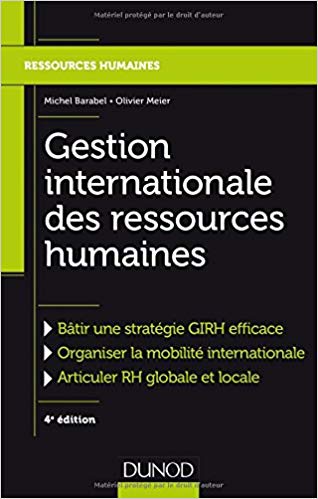 Matériel protégé par le droit d'auteur
RESSOURCES HUMAINES
Michel Barabel • Olivier Meier
Gestion
internationale
des ressources
humaines
Bâtir une stratégie GIRH efficace
Organiser la mobilité internationale
Articuler RH globale et locale
4e édition
DUNOD
Matériel protégé par le droit d'auteur